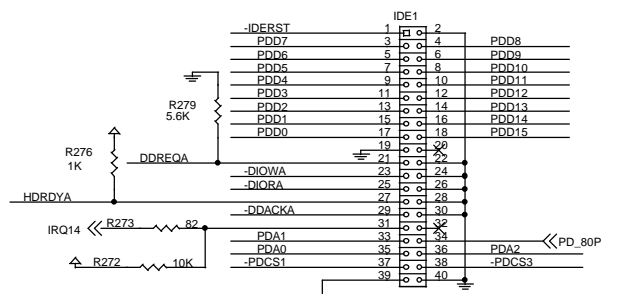 IDE1
-IDERST 1 2
PDD7 3 4 PDD8
PDD6 5 6 PDD9
PDD5 7 8 PDD10
PDD4 9 10 PDD11
PDD3 11 12 PDD12
PDD2 13 14 PDD13
PDD1 15 16 PDD14
PDD0 17 18 PDD15
R279
5.6K
19 20
R276
1K
DDREQA 21 22
-DIOWA 23 24
-DIORA 25 26
HDRDYA 27 28
-DDACKA 29 30
IRQ14 R273 82 31 32
PDA1 33 34 PD_80P
PDA0 35 36 PDA2
R272 10K -PDCS1 37 38 -PDCS3
39 40